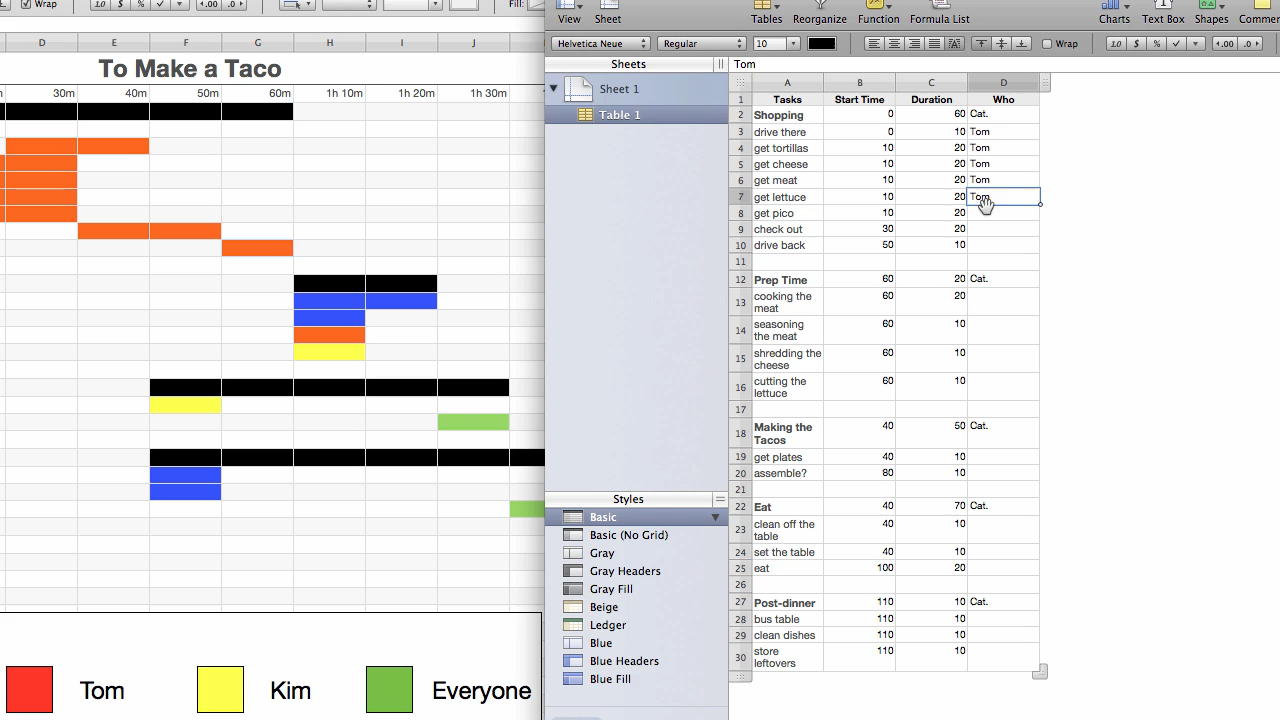 Wrap 1.0 $ % .00 .0 Fill:
D E F G H I J
To Make a Taco
30m 40m 50m 60m 1h 10m 1h 20m 1h 30m
Tom Kim Everyone
View Sheet Tables Reorganize Function Formula List Charts Text Box Shapes
Helvetica Neue Regular 10 Wrap 1.0 $ % .00 .0
Sheets Tom
Sheet 1
Table 1
Styles
Basic
Basic (No Grid)
Gray
Gray Headers
Gray Fill
Beige
Ledger
Blue
Blue Headers
Blue Fill
A B C D
1 Tasks Start Time Duration Who
2 Shopping 0 60 Cat.
3 drive there 0 10 Tom
4 get tortillas 10 20 Tom
5 get cheese 10 20 Tom
6 get meat 10 20 Tom
7 get lettuce 10 20 Tom
8 get pico 10 20
9 check out 30 20
10 drive back 50 10
11
12 Prep Time 60 20 Cat.
13 cooking the 60 20
meat
14 seasoning 60 10
the meat
15 shredding the 60 10
cheese
16 cutting the 60 10
lettuce
17
18 Making the 40 50 Cat.
Tacos
19 get plates 40 10
20 assemble? 80 10
21
22 Eat 40 70 Cat.
23 clean off the 40 10
table
24 set the table 40 10
25 eat 100 20
26
27 Post-dinner 110 10 Cat.
28 bus table 110 10
29 clean dishes 110 10
30 store 110 10
leftovers